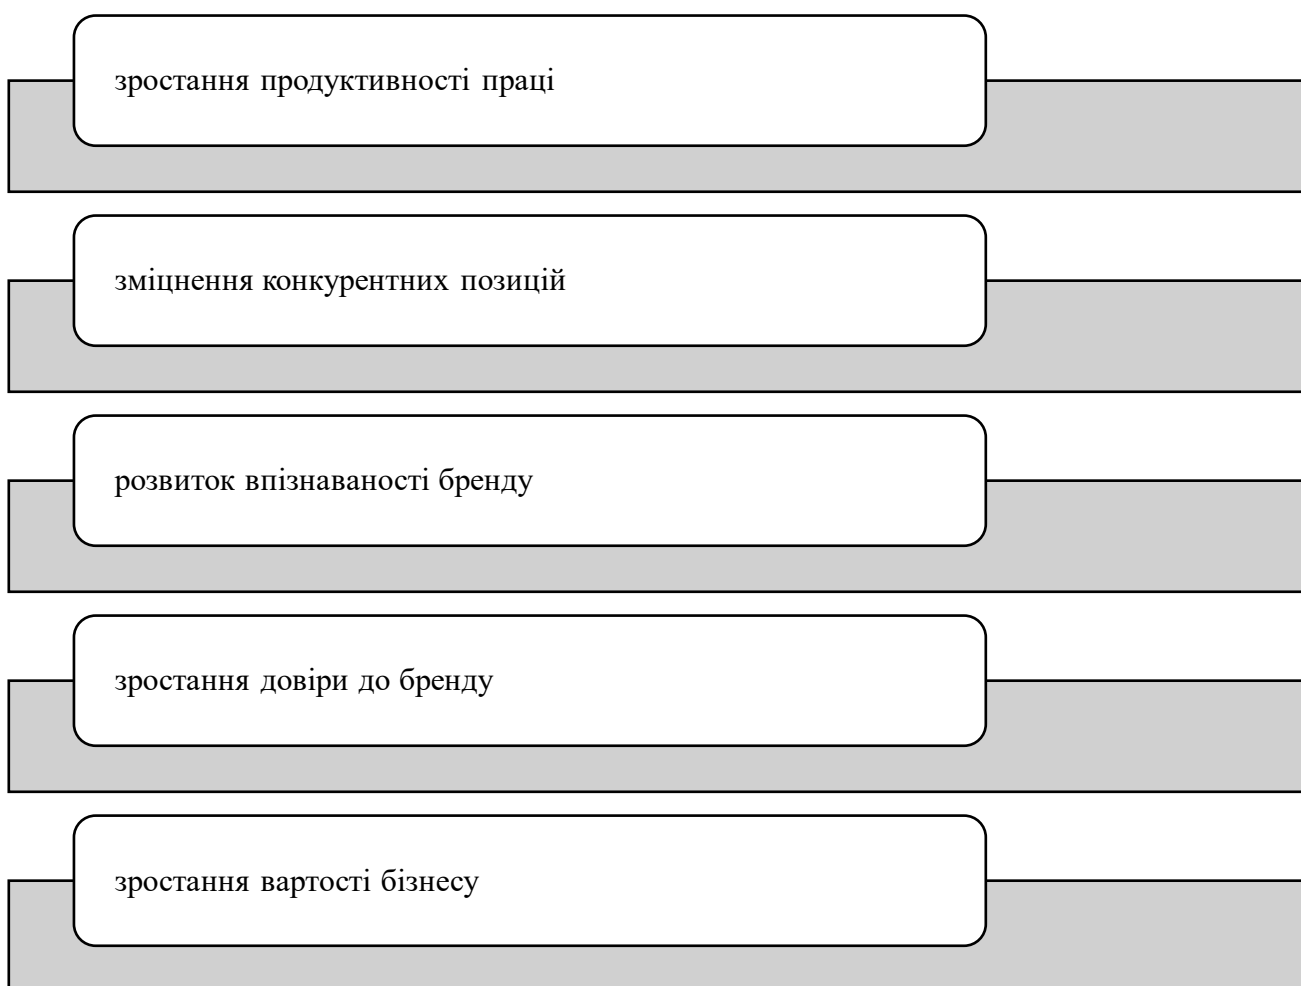 зростання продуктивності праці
зміцнення конкурентних позицій
розвиток впізнаваності бренду
зростання довіри до бренду
зростання вартості бізнесу